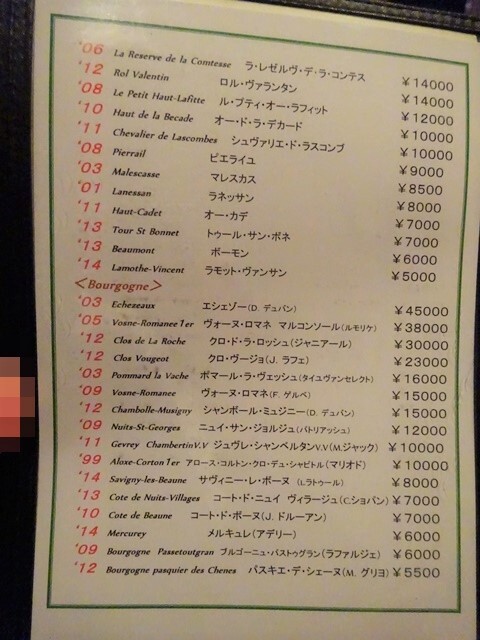 '06 La Reserve de la Comtesse ラ・レゼルヴ・デ・ラ・コンテス ￥14000
'12 Rol Valentin ロル・ヴァランタン ￥14000
'08 Le Petit Haut-Lafitte ル・プティ・オー・ラフィット ￥12000
'10 Haut de la Becade オー・ド・ラ・デカード ￥10000
'11 Chevalier de Lascombes シュヴァリエ・ド・ラスコンブ ￥10000
'08 Pierrail ピエライユ ￥9000
'03 Malescasse マレスカス ￥8500
'01 Lanessan ラネッサン ￥8000
'11 Haut-Cadet オー・カデ ￥7000
'13 Tour St Bonnet トゥール・サン・ボネ ￥7000
'13 Beaumont ボーモン ￥6000
'14 Lamothe-Vincent ラモット・ヴァンサン ￥5000
＜Bourgogne＞
'03 Echezeaux エシェゾー(D. デュパン) ￥45000
'05 Vosne-Romanee 1er ヴォーヌ・ロマネ マルコンソール(ルモリケ) ￥38000
'12 Clos de La Roche クロ・ド・ラ・ロッシュ(ジャニアール) ￥30000
'12 Clos Vougeot クロ・ヴージョ(J. ラフェ) ￥23000
'03 Pommard la Vache ポマール・ラ・ヴェッシュ(タイユヴァンセレクト) ￥16000
'09 Vosne-Romanee ヴォーヌ・ロマネ(F. ゲルベ) ￥15000
'12 Chambolle-Musigny シャンボール・ミュジニー(D. デュパン) ￥15000
'09 Nuits-St-Georges ニュイ・サン・ジョルジュ(パトリアッシュ) ￥12000
'11 Gevrey Chambertin V.V ジュヴレ・シャンベルタンV.V(M.ジャック) ￥10000
'99 Aloxe-Corton 1er アロース・コルトン・クロ・デュ・シャピトル(マリオド) ￥10000
'14 Savigny-les-Beaune サヴィニー・レ・ボーヌ (Lラトゥール) ￥8000
'13 Cote de Nuits-Villages コート・ド・ニュイ ヴィラージュ(C.ショパン) ￥7000
'10 Cote de Beaune コート・ド・ボーヌ(J. ドルーアン) ￥7000
'14 Mercurey メルキュレ(アデリー) ￥6000
'09 Bourgogne Passetoutgran ブルゴーニュ・パストゥグラン(ラファルジェ) ￥6000
'12 Bourgogne pasquier des Chenes パスキエ・デ・シェーヌ(M. グリヨ) ￥5500